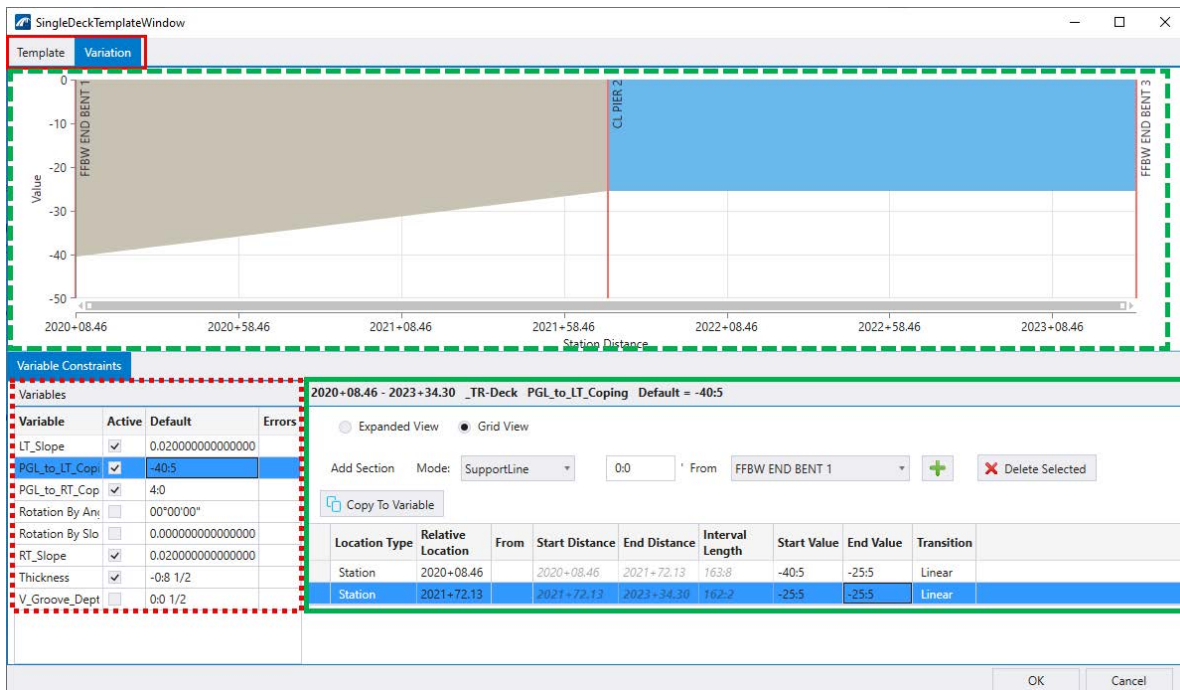 SingleDeckTemplateWindow
Template Variation
0
-10
-20
-30
-40
-50
Value
FFBW END BENT 1
CL PIER 2
FFBW END BENT 3
2020+08.46 2020+58.46 2021+08.46 2021+58.46 2022+08.46 2022+58.46 2023+08.46
Station Distance
Variable Constraints
Variables
Variable Active Default Errors
LT_Slope 0.020000000000000
PGL_to_LT_Copi -40:5
PGL_to_RT_Cop 4:0
Rotation By Ang 00°00'00"
Rotation By Slo 0.000000000000000
RT_Slope 0.020000000000000
Thickness -0:8 1/2
V_Groove_Dept 0:0 1/2
2020+08.46 - 2023+34.30 _TR-Deck PGL_to_LT_Coping Default = -40:5
Expanded View Grid View
Add Section Mode: SupportLine 0:0 ' From FFBW END BENT 1 Delete Selected
Copy To Variable
Location Type Relative Location From Start Distance End Distance Interval Length Start Value End Value Transition
Station 2020+08.46 2020+08.46 2021+72.13 163:8 -40:5 -25:5 Linear
Station 2021+72.13 2021+72.13 2023+34.30 162:2 -25:5 -25:5 Linear
OK Cancel